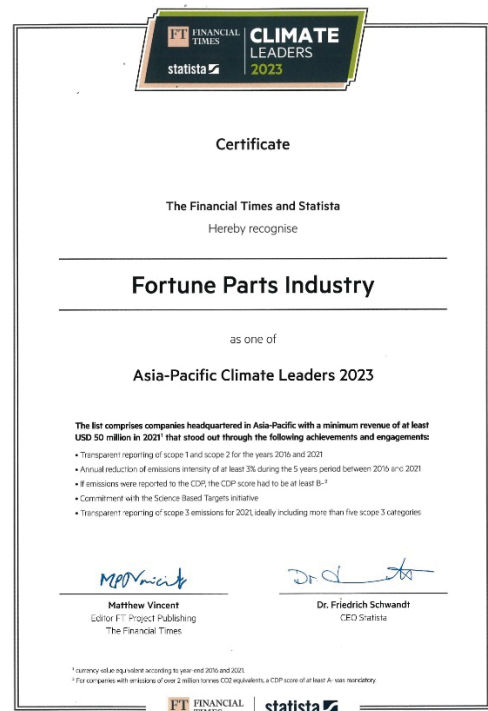 FT FINANCIAL TIMES
statista
CLIMATE
LEADERS
2023
Certificate
The Financial Times and Statista
Hereby recognise
Fortune Parts Industry
as one of
Asia-Pacific Climate Leaders 2023
The list comprises companies headquartered in Asia-Pacific with a minimum revenue of at least
USD 50 million in 2021¹ that stood out through the following achievements and engagements:
• Transparent reporting of scope 1 and scope 2 for the years 2016 and 2021
• Annual reduction of emissions intensity of at least 3% during the 5 years period between 2016 and 2021
• If emissions were reported to the CDP, the CDP score had to be at least B-²
• Commitment with the Science Based Targets initiative
• Transparent reporting of scope 3 emissions for 2021, ideally including more than five scope 3 categories
Matthew Vincent
Editor FT Project Publishing
The Financial Times
Dr. Friedrich Schwandt
CEO Statista
¹ currency value equivalent according to year-end 2016 and 2021.
² For companies with emissions of over 2 million tonnes CO2 equivalents, a CDP score of at least A- was mandatory
FT FINANCIAL TIMES
statista